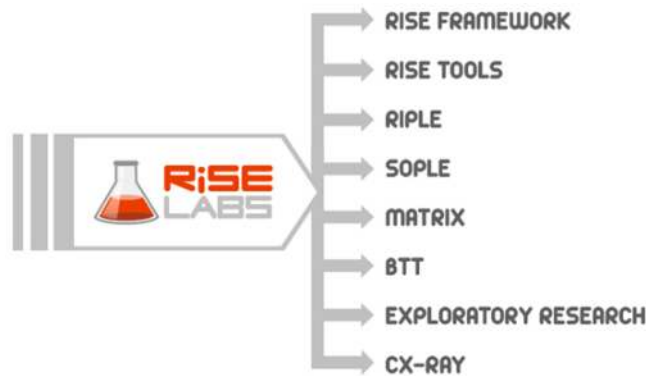 RiSE
LABS
RISE FRAMEWORK
RISE TOOLS
RIPLE
SOPLE
MATRIX
BTT
EXPLORATORY RESEARCH
CX-RAY